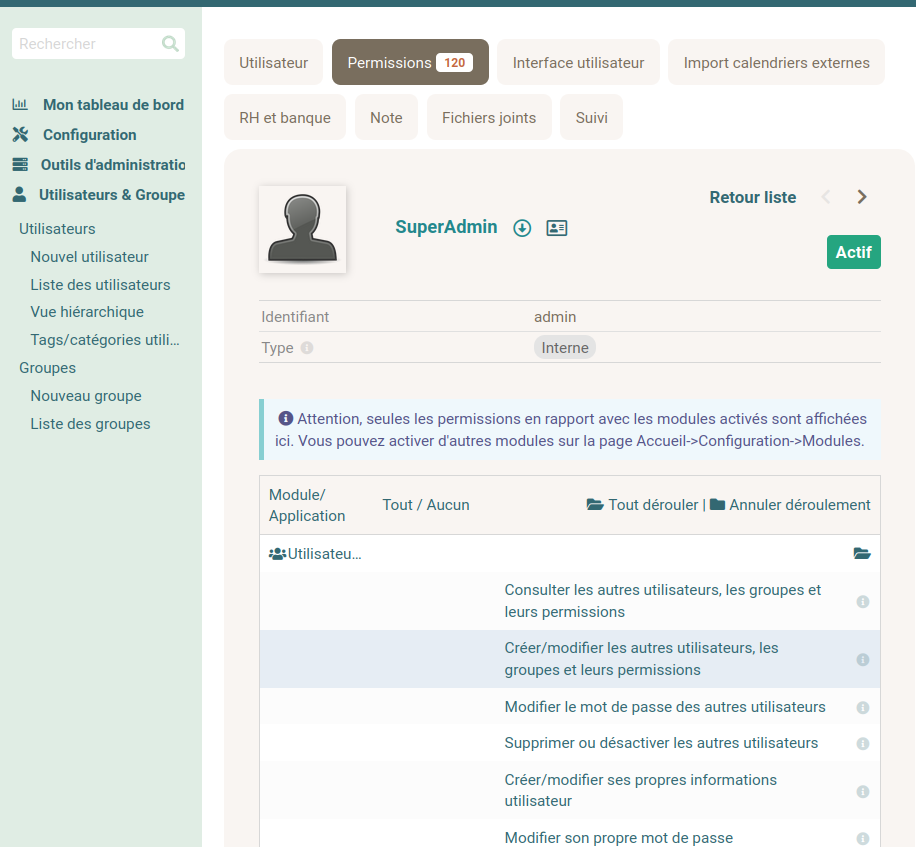 Rechercher
Mon tableau de bord
Configuration
Outils d'administratio
Utilisateurs & Groupe
Utilisateurs
Nouvel utilisateur
Liste des utilisateurs
Vue hiérarchique
Tags/catégories utili...
Groupes
Nouveau groupe
Liste des groupes
Utilisateur
Permissions 120
Interface utilisateur
Import calendriers externes
RH et banque
Note
Fichiers joints
Suivi
Retour liste
SuperAdmin
Actif
Identifiant admin
Type Interne
Attention, seules les permissions en rapport avec les modules activés sont affichées
ici. Vous pouvez activer d'autres modules sur la page Accueil->Configuration->Modules.
Module/
Application
Tout / Aucun
Tout dérouler | Annuler déroulement
Utilisateu...
Consulter les autres utilisateurs, les groupes et
leurs permissions
Créer/modifier les autres utilisateurs, les
groupes et leurs permissions
Modifier le mot de passe des autres utilisateurs
Supprimer ou désactiver les autres utilisateurs
Créer/modifier ses propres informations
utilisateur
Modifier son propre mot de passe